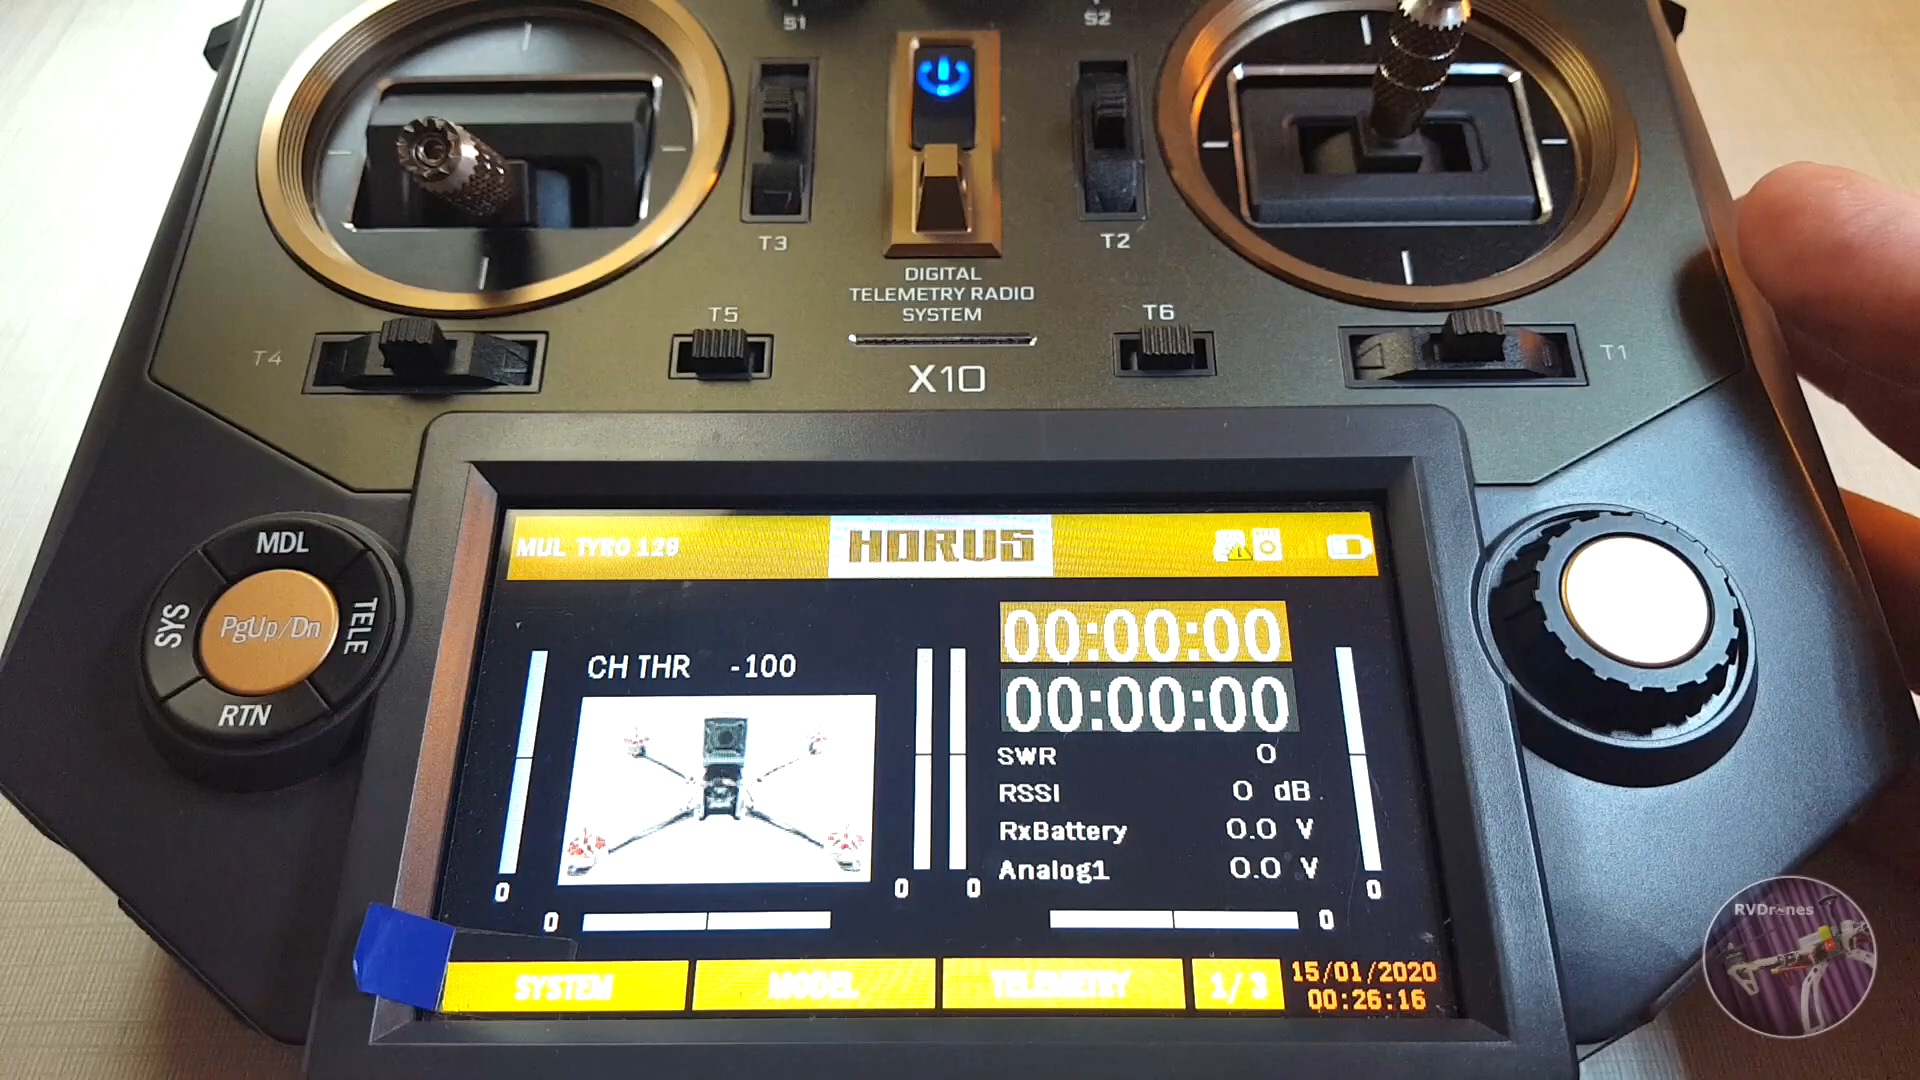 S1
S2
T3
T2
DIGITAL
TELEMETRY RADIO
SYSTEM
T5
T6
T4
T1
X10
MDL
SYS
PgUp/Dn
TELE
RTN
MUL TYRO 129
HORUS
00:00:00
CH THR -100
00:00:00
SWR 0
RSSI 0 dB
RxBattery 0.0 V
Analog1 0.0 V
0
0
0
0
0
0
SYSTEM
MODEL
TELEMETRY
1/3
15/01/2020
00:26:16
RVDrones